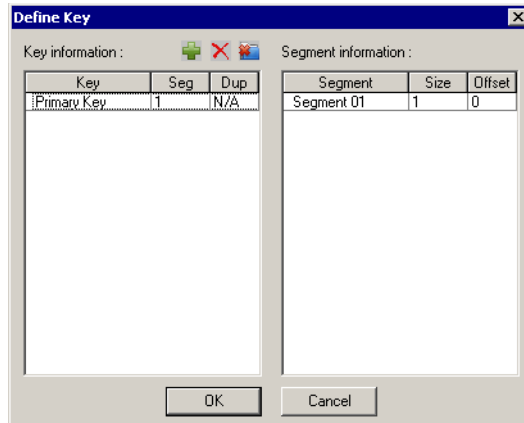 Define Key
Key information :
Segment information :
Key Seg Dup
Primary Key 1 N/A
Segment Size Offset
Segment 01 1 0
OK
Cancel